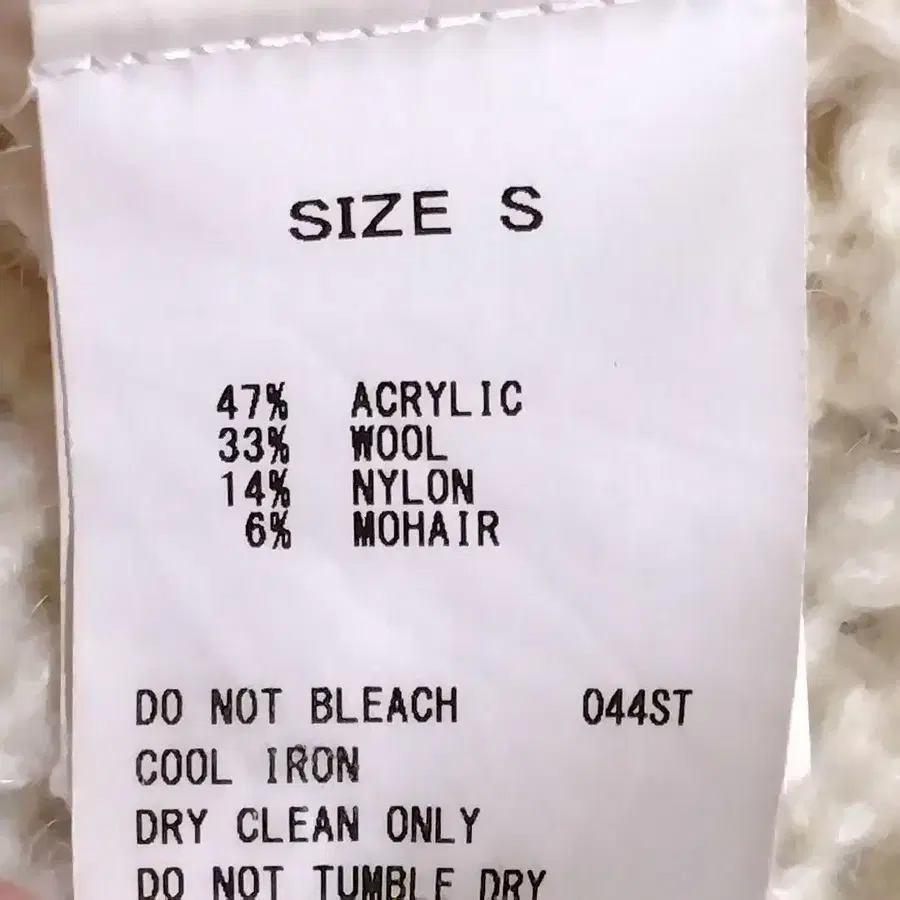 SIZE S
47% ACRYLIC
33% WOOL
14% NYLON
6% MOHAIR
DO NOT BLEACH 044ST
COOL IRON
DRY CLEAN ONLY
DO NOT TUMBLE DRY